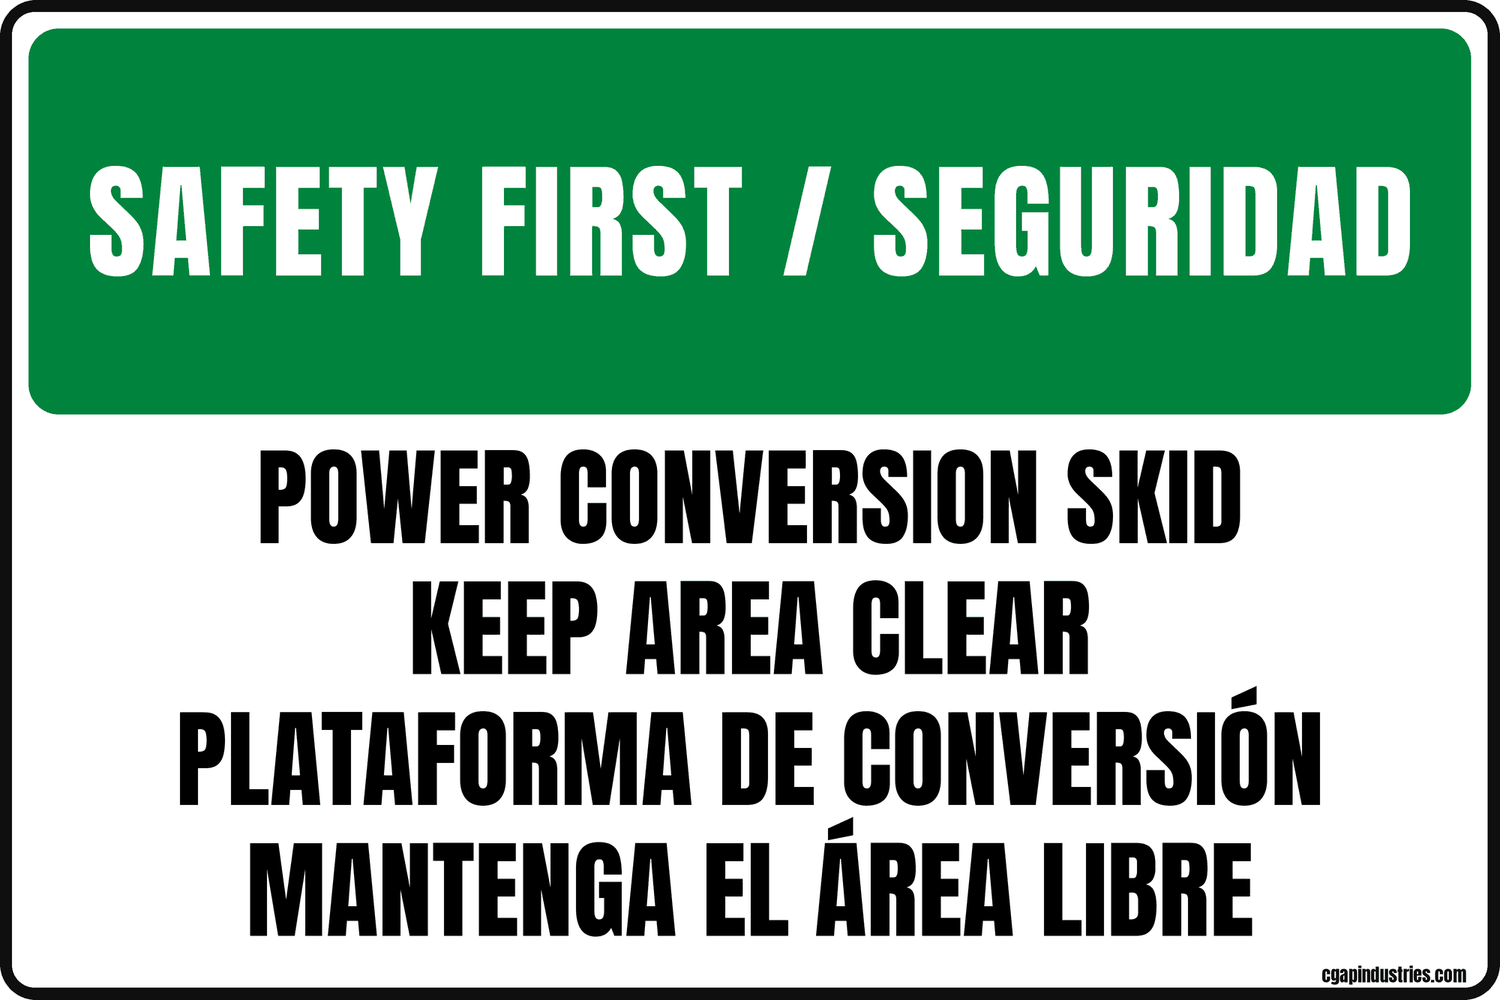 SAFETY FIRST / SEGURIDAD
POWER CONVERSION SKID
KEEP AREA CLEAR
PLATAFORMA DE CONVERSIÓN
MANTENGA EL ÁREA LIBRE
cgapindustries.com